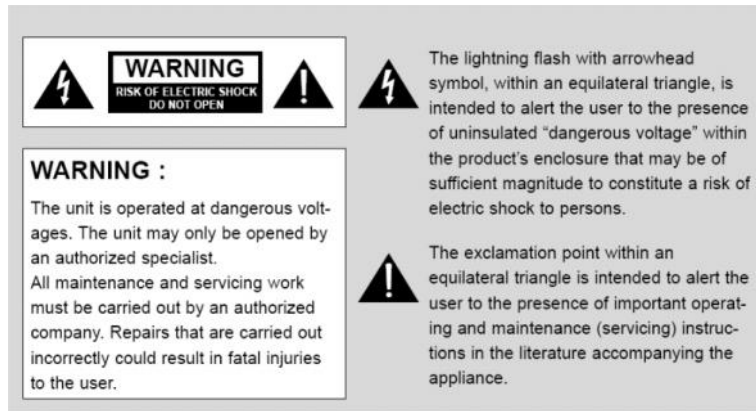 WARNING
RISK OF ELECTRIC SHOCK
DO NOT OPEN
WARNING :
The unit is operated at dangerous volt-
ages. The unit may only be opened by
an authorized specialist.
All maintenance and servicing work
must be carried out by an authorized
company. Repairs that are carried out
incorrectly could result in fatal injuries
to the user.
The lightning flash with arrowhead
symbol, within an equilateral triangle, is
intended to alert the user to the presence
of uninsulated “dangerous voltage” within
the product’s enclosure that may be of
sufficient magnitude to constitute a risk of
electric shock to persons.
The exclamation point within an
equilateral triangle is intended to alert the
user to the presence of important operat-
ing and maintenance (servicing) instruc-
tions in the literature accompanying the
appliance.